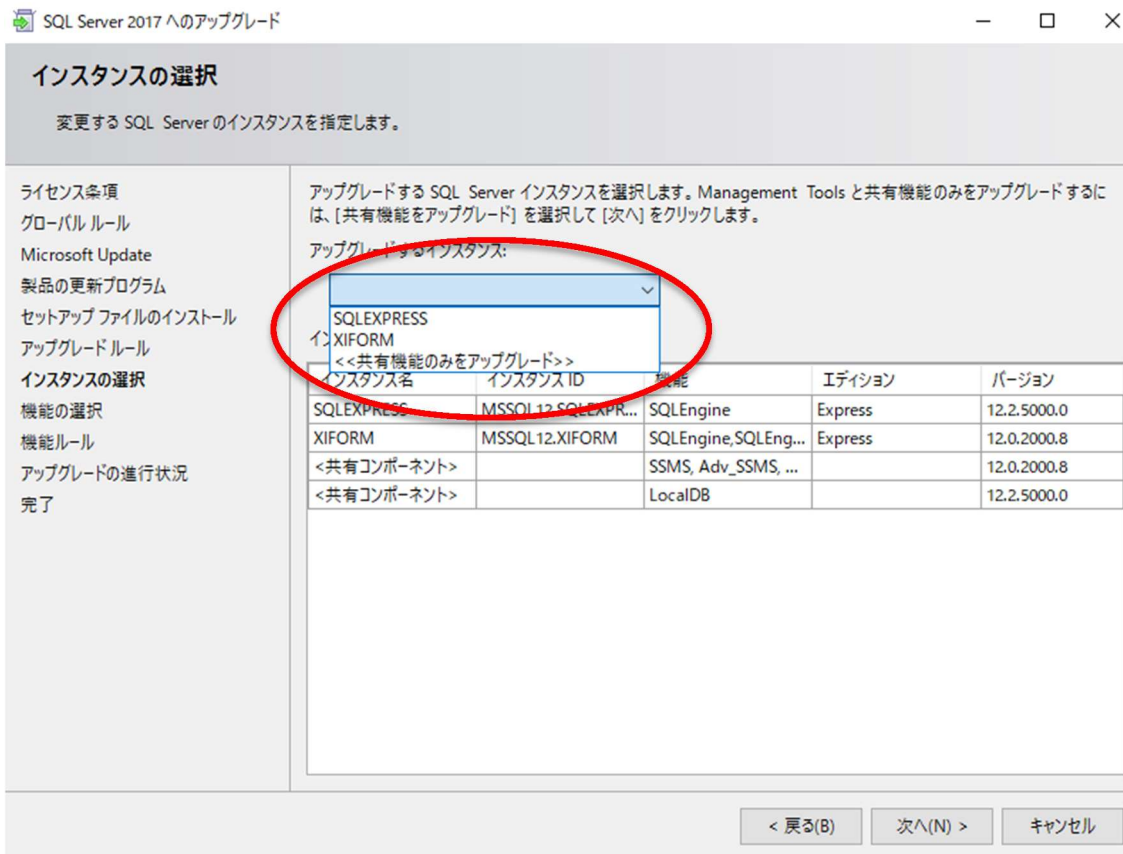 SQL Server 2017 へのアップグレード
インスタンスの選択
変更する SQL Server のインスタンスを指定します。
ライセンス条項
グローバル ルール
Microsoft Update
製品の更新プログラム
セットアップ ファイルのインストール
アップグレード ルール
インスタンスの選択
機能の選択
機能ルール
アップグレードの進行状況
完了
アップグレードする SQL Server インスタンスを選択します。Management Tools と共有機能のみをアップグレードするに
は、[共有機能をアップグレード] を選択して [次へ] をクリックします。
アップグレードするインスタンス:
SQLEXPRESS
XIFORM
<<共有機能のみをアップグレード>>
イン
インスタンス名 インスタンス ID 機能 エディション バージョン
SQLEXPRESS MSSQL12.SQLEXPR... SQLEngine Express 12.2.5000.0
XIFORM MSSQL12.XIFORM SQLEngine,SQLEng... Express 12.0.2000.8
<共有コンポーネント> SSMS, Adv_SSMS, ... 12.0.2000.8
<共有コンポーネント> LocalDB 12.2.5000.0
< 戻る(B) 次へ(N) > キャンセル